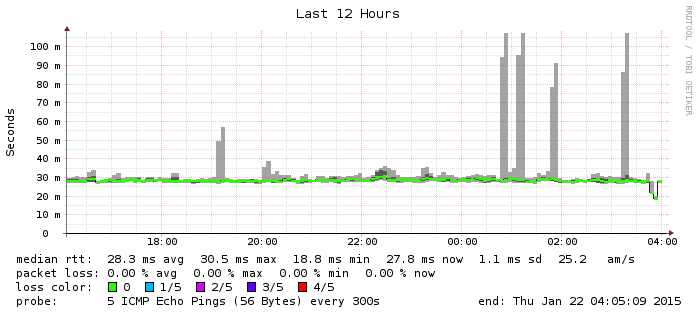 Last 12 Hours
RRDTOOL / TOBI OETIKER
Seconds
100 m
90 m
80 m
70 m
60 m
50 m
40 m
30 m
20 m
10 m
0
18:00 20:00 22:00 00:00 02:00 04:00
median rtt: 28.3 ms avg 30.5 ms max 18.8 ms min 27.8 ms now 1.1 ms sd 25.2 am/s
packet loss: 0.00 % avg 0.00 % max 0.00 % min 0.00 % now
loss color: 0 1/5 2/5 3/5 4/5
probe: 5 ICMP Echo Pings (56 Bytes) every 300s end: Thu Jan 22 04:05:09 2015